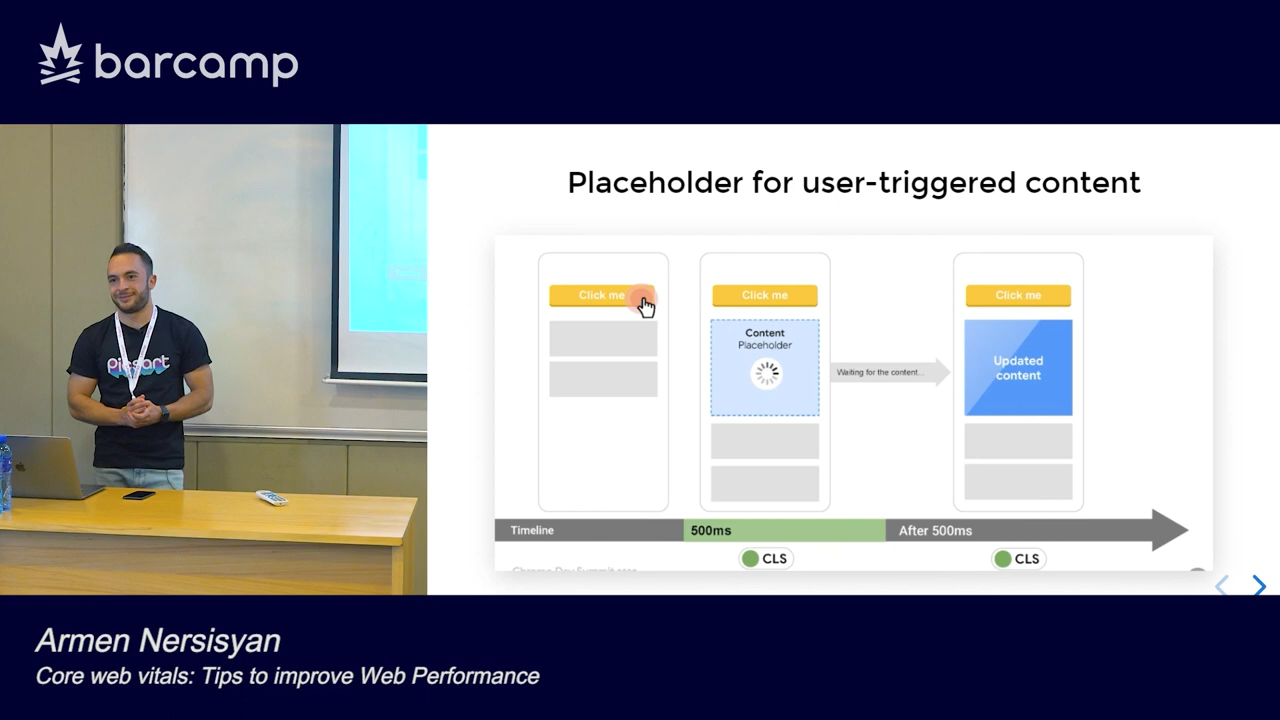 barcamp
Placeholder for user-triggered content
Click me
Click me
Click me
Content
Placeholder
Waiting for the content...
Updated
content
Timeline
500ms
After 500ms
CLS
CLS
Picsart
Armen Nersisyan
Core web vitals: Tips to improve Web Performance